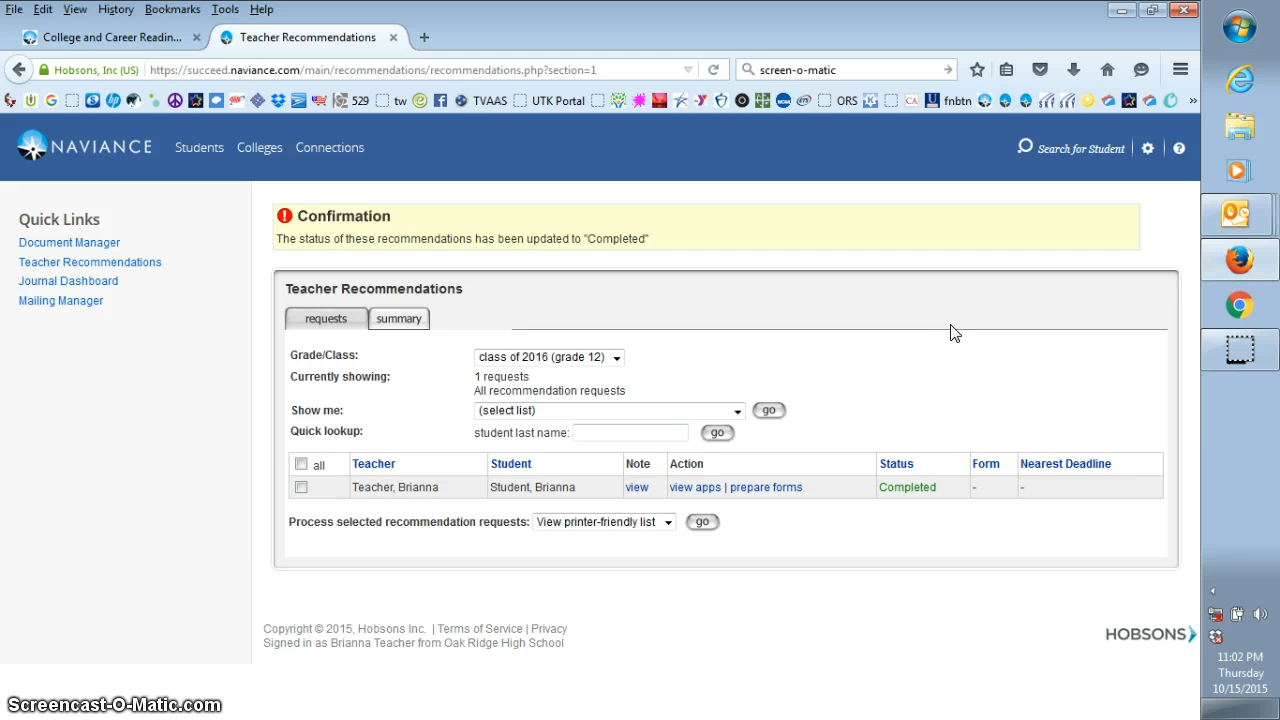 File Edit View History Bookmarks Tools Help
College and Career Readin... × Teacher Recommendations × +
Hobsons, Inc (US) https://succeed.naviance.com/main/recommendations/recommendations.php?section=1 screen-o-matic
529 tw TVAAS UTK Portal ORS CA fnbtn »
NAVIANCE Students Colleges Connections Search for Student
Quick Links
Document Manager
Teacher Recommendations
Journal Dashboard
Mailing Manager
Confirmation
The status of these recommendations has been updated to "Completed"
Teacher Recommendations
requests summary
Grade/Class: class of 2016 (grade 12)
Currently showing: 1 requests
All recommendation requests
Show me: (select list) go
Quick lookup: student last name: go
all Teacher Student Note Action Status Form Nearest Deadline
Teacher, Brianna Student, Brianna view view apps | prepare forms Completed - -
Process selected recommendation requests: View printer-friendly list go
Copyright © 2015, Hobsons Inc. | Terms of Service | Privacy
Signed in as Brianna Teacher from Oak Ridge High School
HOBSONS
11:02 PM
Thursday
10/15/2015
Screencast-O-Matic.com